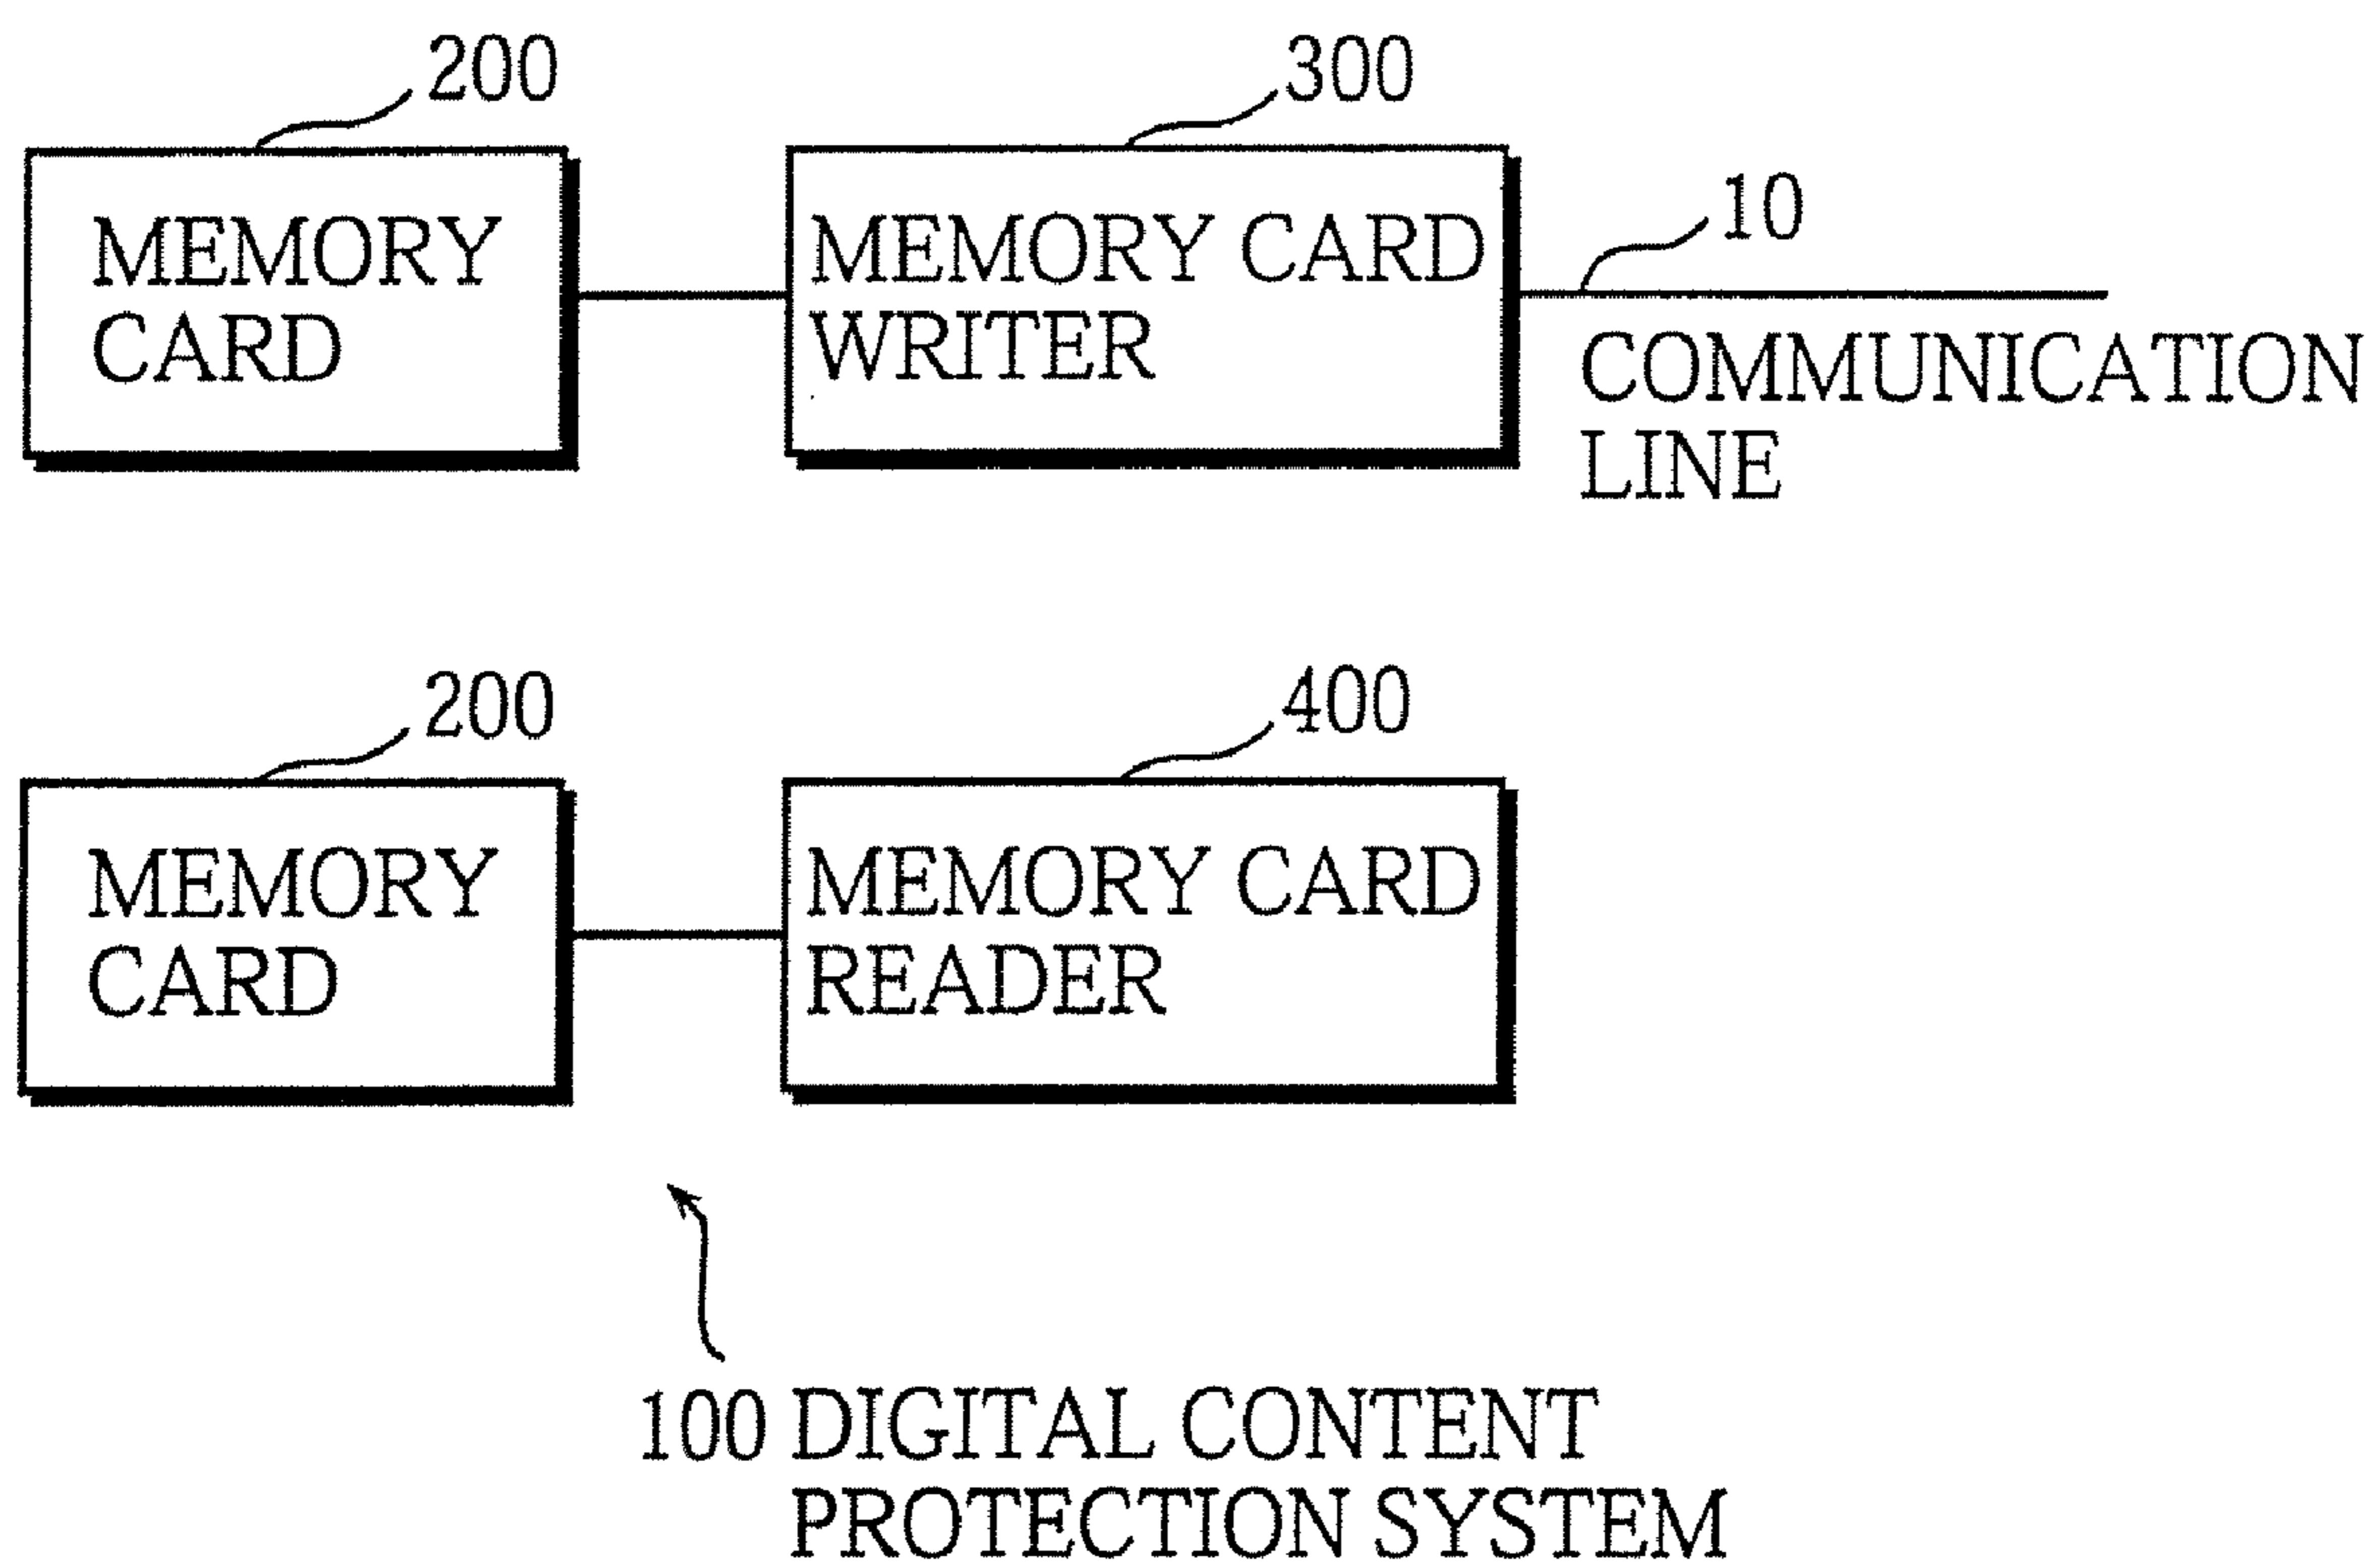 200
300
10
MEMORY
CARD
MEMORY CARD
WRITER
COMMUNICATION
LINE
200
400
MEMORY
CARD
MEMORY CARD
READER
100 DIGITAL CONTENT
PROTECTION SYSTEM